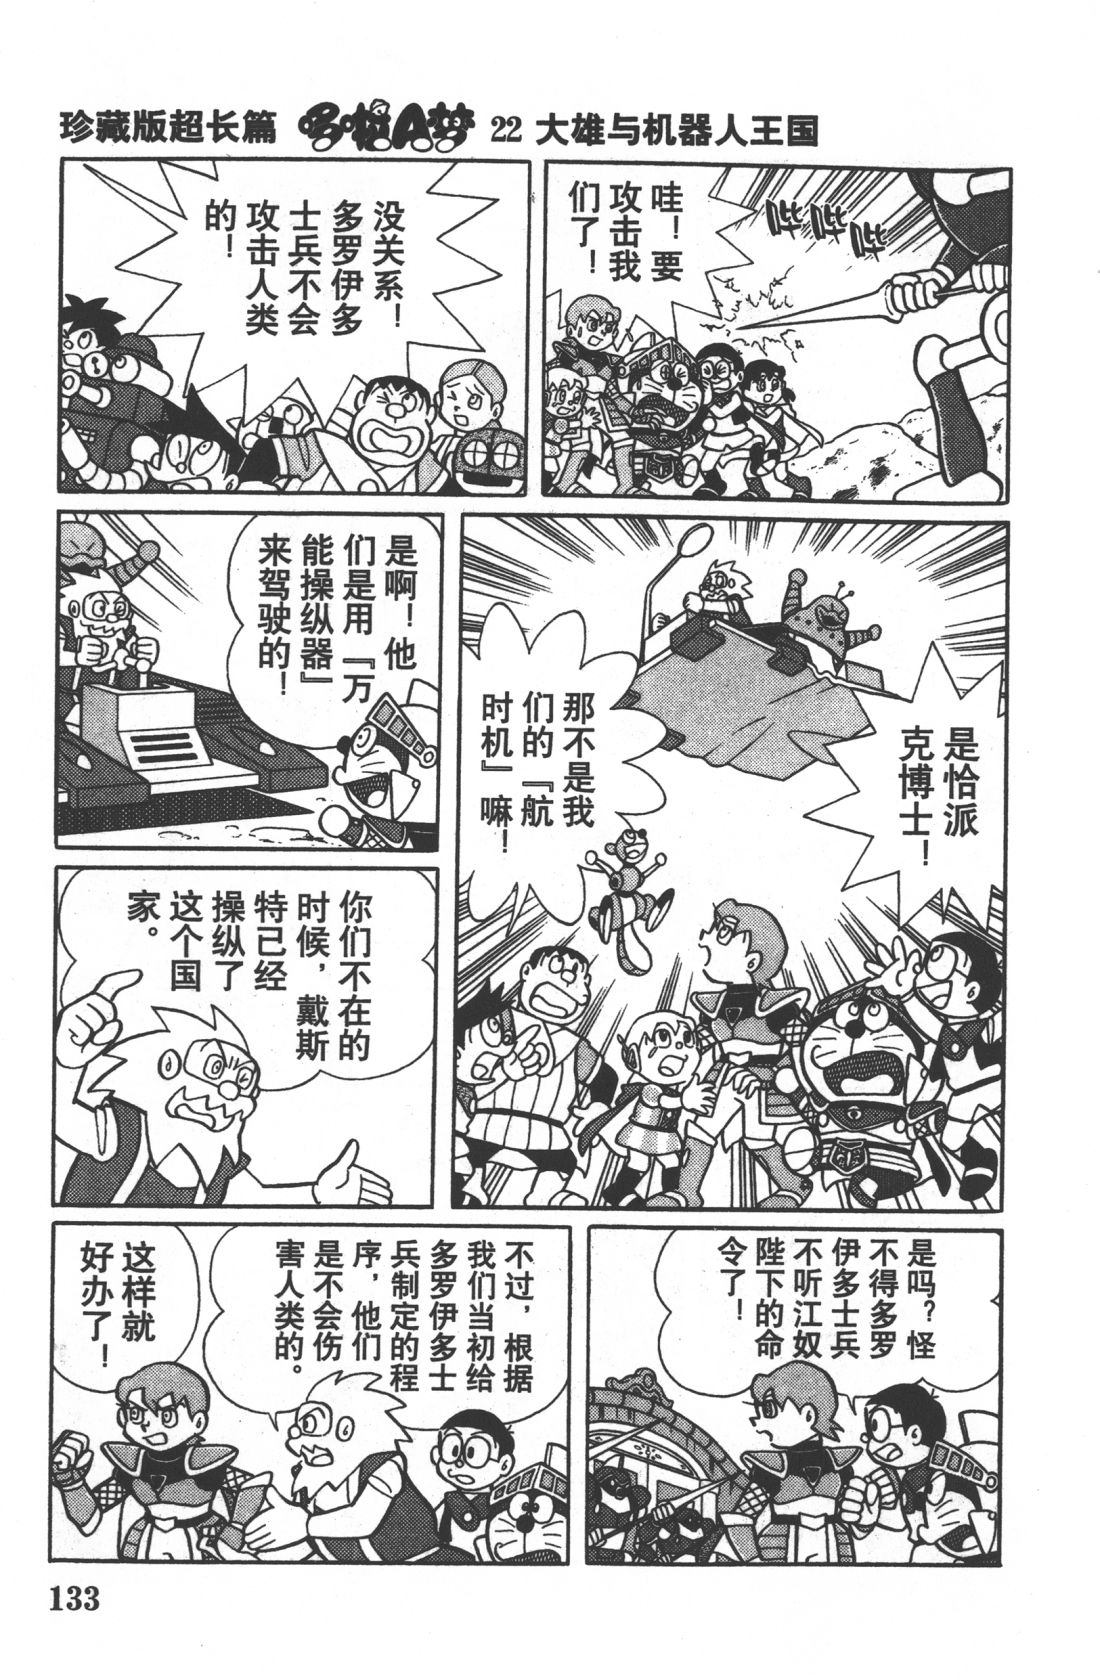 珍藏版超长篇 哆啦A梦 22 大雄与机器人王国
哇！要
攻击我
们了！
哔哔哔
没关系！
多罗伊多
士兵不会
攻击人类
的！
是恰派
克博士！
那不是我
们的『航
时机』嘛！
是啊！他
们是用『万
能操纵器』
来驾驶的！
你们不在的
时候，戴斯
特已经
操纵了
这个国
家。
是吗？怪
不得多罗
伊多士兵
不听江奴
陛下的命
令了！
不过，根据
我们当初给
多罗伊多士
兵制定的程
序，他们
是不会伤
害人类的。
这样就
好办了！
133